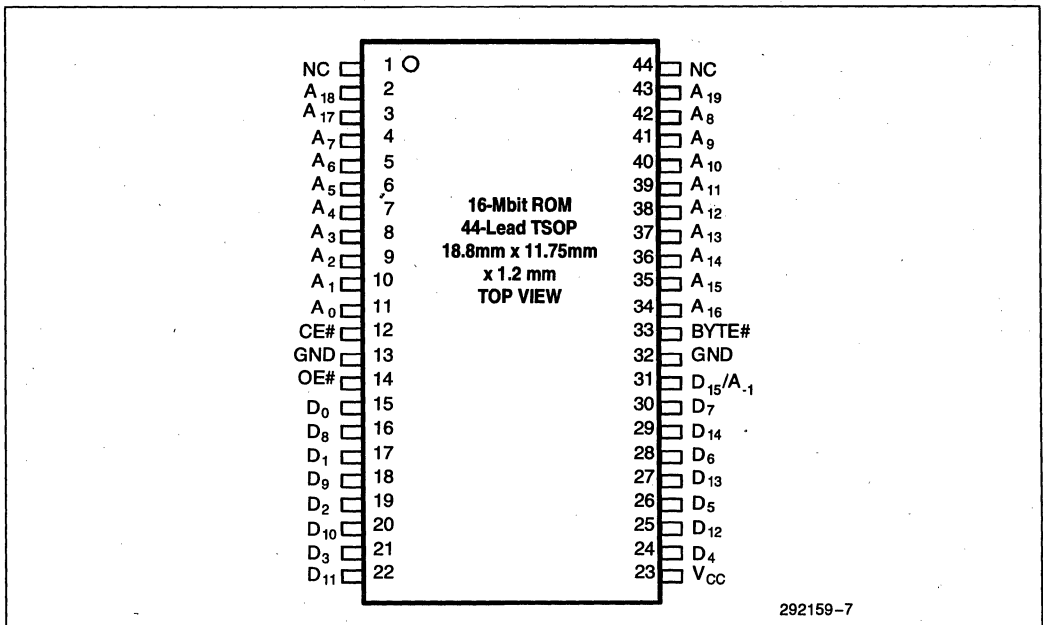 NC 1 44 NC
A18 2 43 A19
A17 3 42 A8
A7 4 41 A9
A6 5 40 A10
A5 6 39 A11
A4 7 38 A12
A3 8 37 A13
A2 9 36 A14
A1 10 35 A15
A0 11 34 A16
CE# 12 33 BYTE#
GND 13 32 GND
OE# 14 31 D15/A-1
D0 15 30 D7
D8 16 29 D14
D1 17 28 D6
D9 18 27 D13
D2 19 26 D5
D10 20 25 D12
D3 21 24 D4
D11 22 23 VCC
16-Mbit ROM
44-Lead TSOP
18.8mm x 11.75mm
x 1.2 mm
TOP VIEW
292159-7